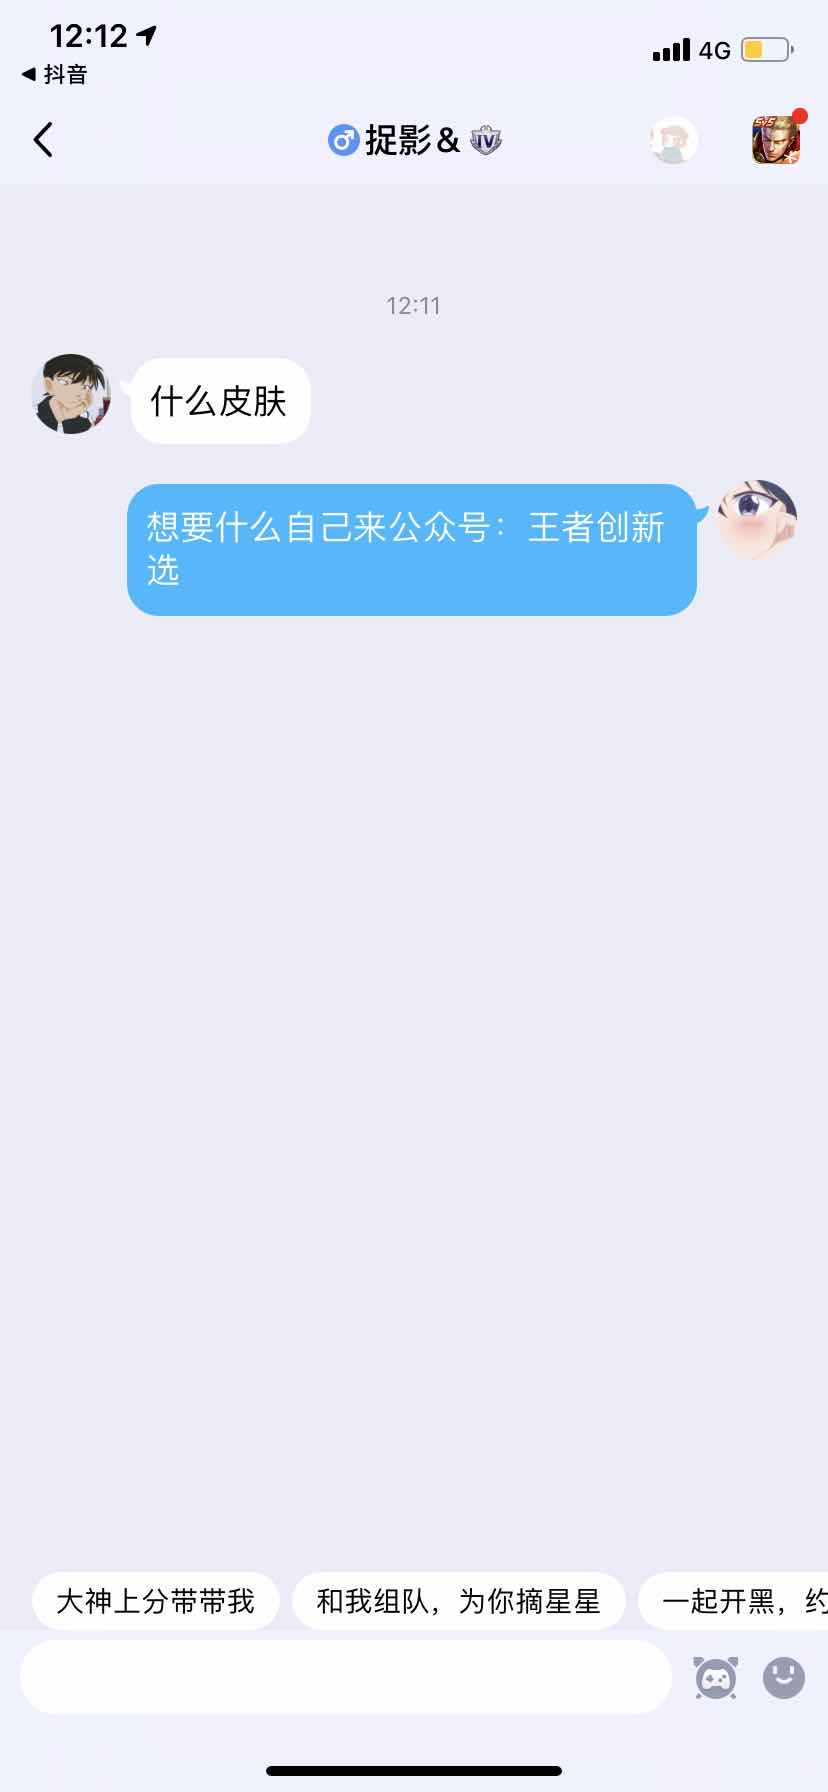 12:12
4G
抖音
捉影&
IV
5V5
12:11
什么皮肤
想要什么自己来公众号：王者创新
选
大神上分带带我
和我组队，为你摘星星
一起开黑，约